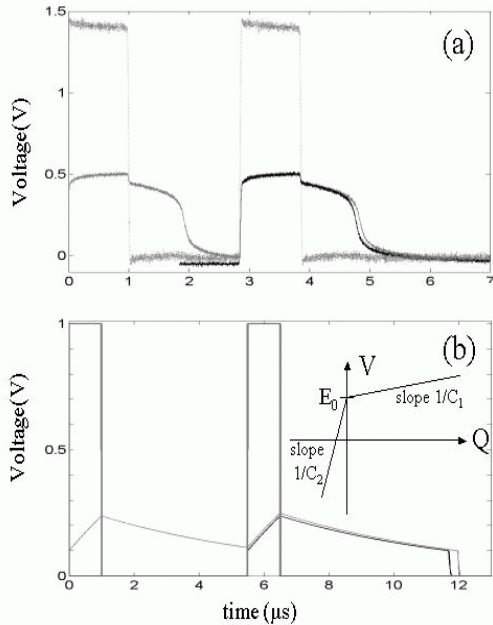 1.5
(a)
1
Voltage(V)
0.5
0
0 1 2 3 4 5 6 7
1
(b)
V
E0
slope 1/C1
Voltage(V)
0.5
Q
slope
1/C2
0
0 2 4 6 8 10 12 14
time (μs)